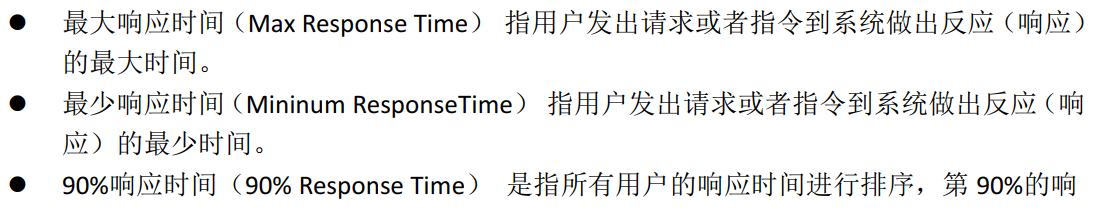 ● 最大响应时间（Max Response Time） 指用户发出请求或者指令到系统做出反应（响应）
的最大时间。
● 最少响应时间（Mininum ResponseTime） 指用户发出请求或者指令到系统做出反应（响
应）的最少时间。
● 90%响应时间（90% Response Time） 是指所有用户的响应时间进行排序，第 90%的响